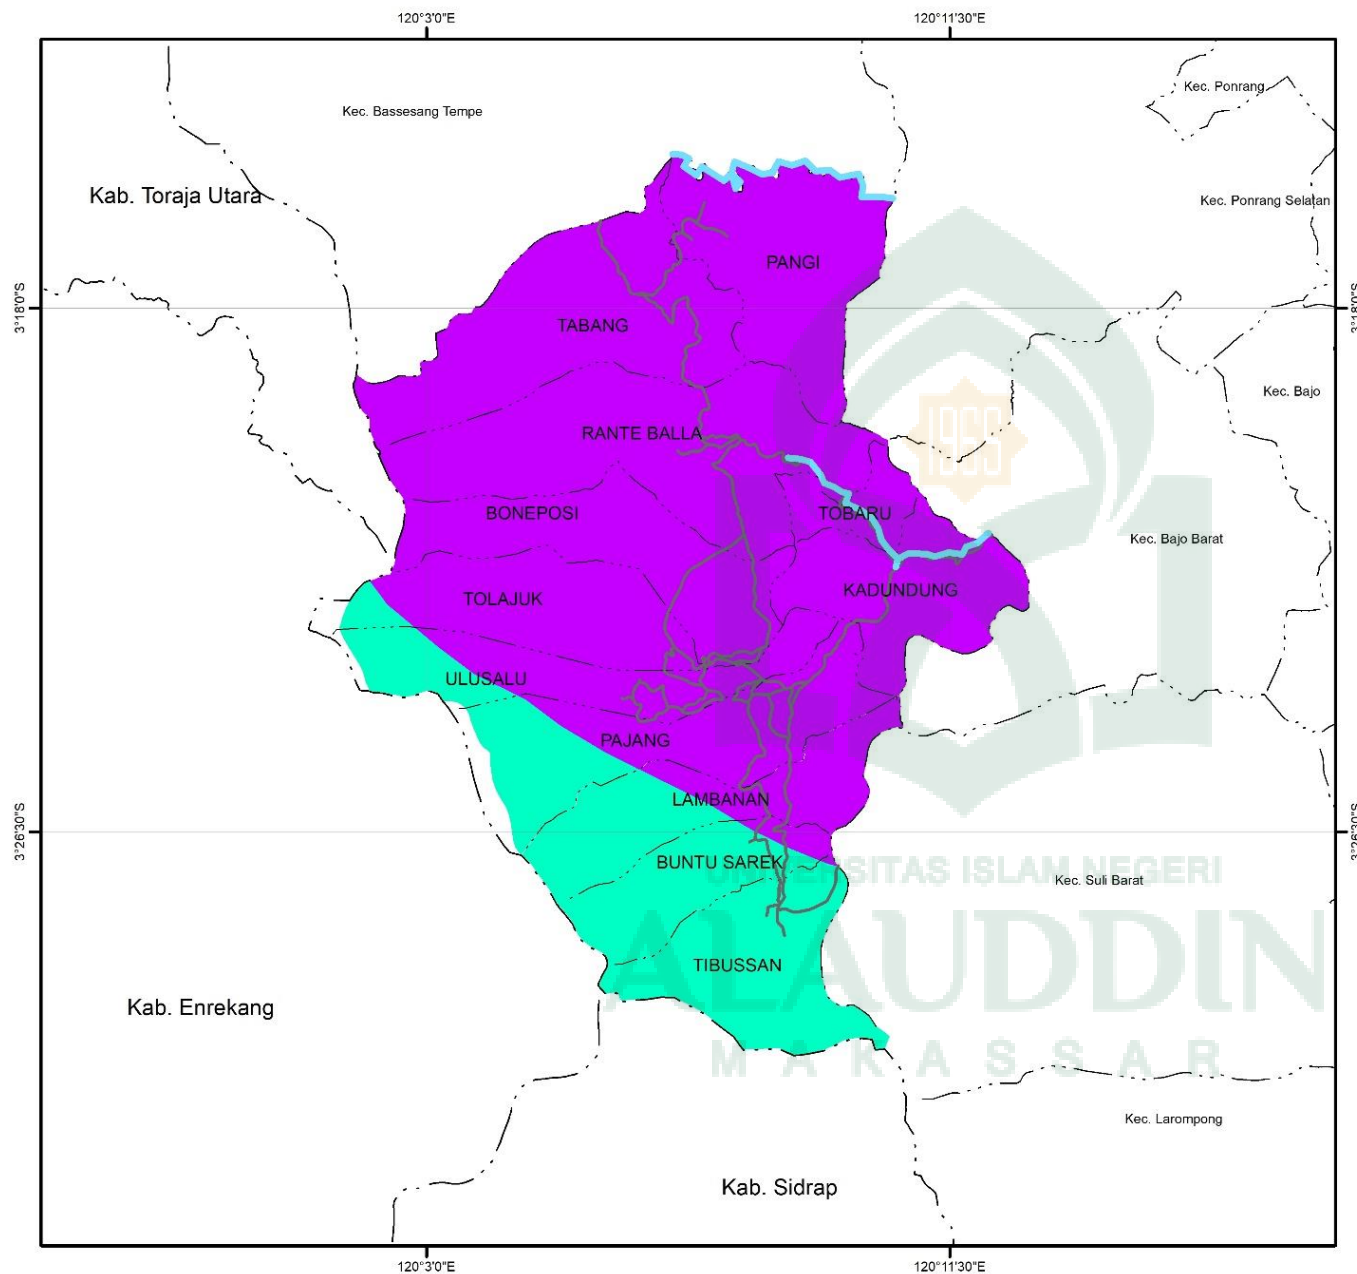 120°3'0"E
120°11'30"E
Kec. Ponrang
Kec. Bassesang Tempe
Kab. Toraja Utara
Kec. Ponrang Selatan
PANGI
3°18'0"S
3°18'0"S
TABANG
Kec. Bajo
1965
RANTE BALLA
BONEPOSI
TOBARU
Kec. Bajo Barat
TOLAJUK
KADUNDUNG
ULUSALU
PAJANG
LAMBANAN
3°26'30"S
3°26'30"S
BUNTU SAREK
UNIVERSITAS ISLAM NEGERI
Kec. Suli Barat
ALAUDDIN
TIBUSSAN
Kab. Enrekang
MAKASSAR
Kec. Larompong
Kab. Sidrap
120°3'0"E
120°11'30"E